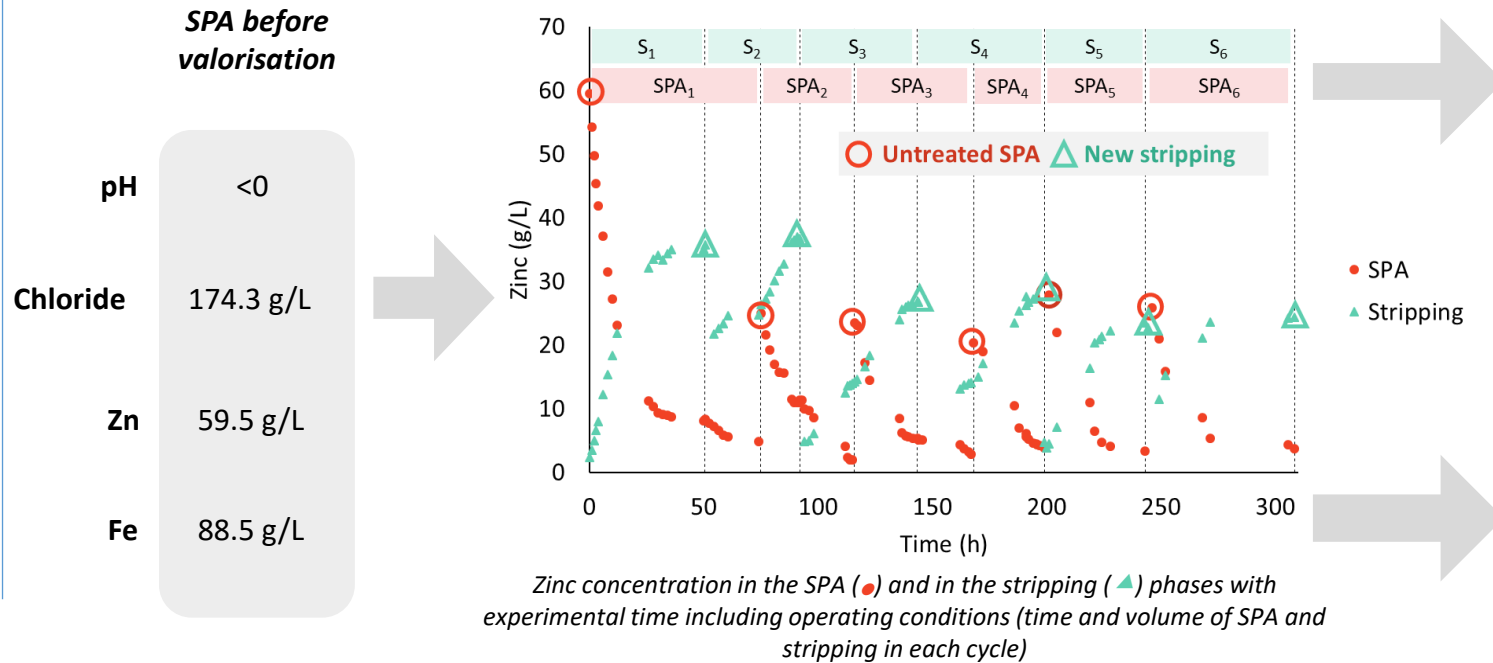 SPA before
valorisation
pH <0
Chloride 174.3 g/L
Zn 59.5 g/L
Fe 88.5 g/L
Zinc (g/L)
70
60
50
40
30
20
10
0
S1 S2 S3 S4 S5 S6
SPA1 SPA2 SPA3 SPA4 SPA5 SPA6
Untreated SPA New stripping
0 50 100 150 200 250 300
Time (h)
SPA
Stripping
Zinc concentration in the SPA (●) and in the stripping (▲) phases with
experimental time including operating conditions (time and volume of SPA and
stripping in each cycle)